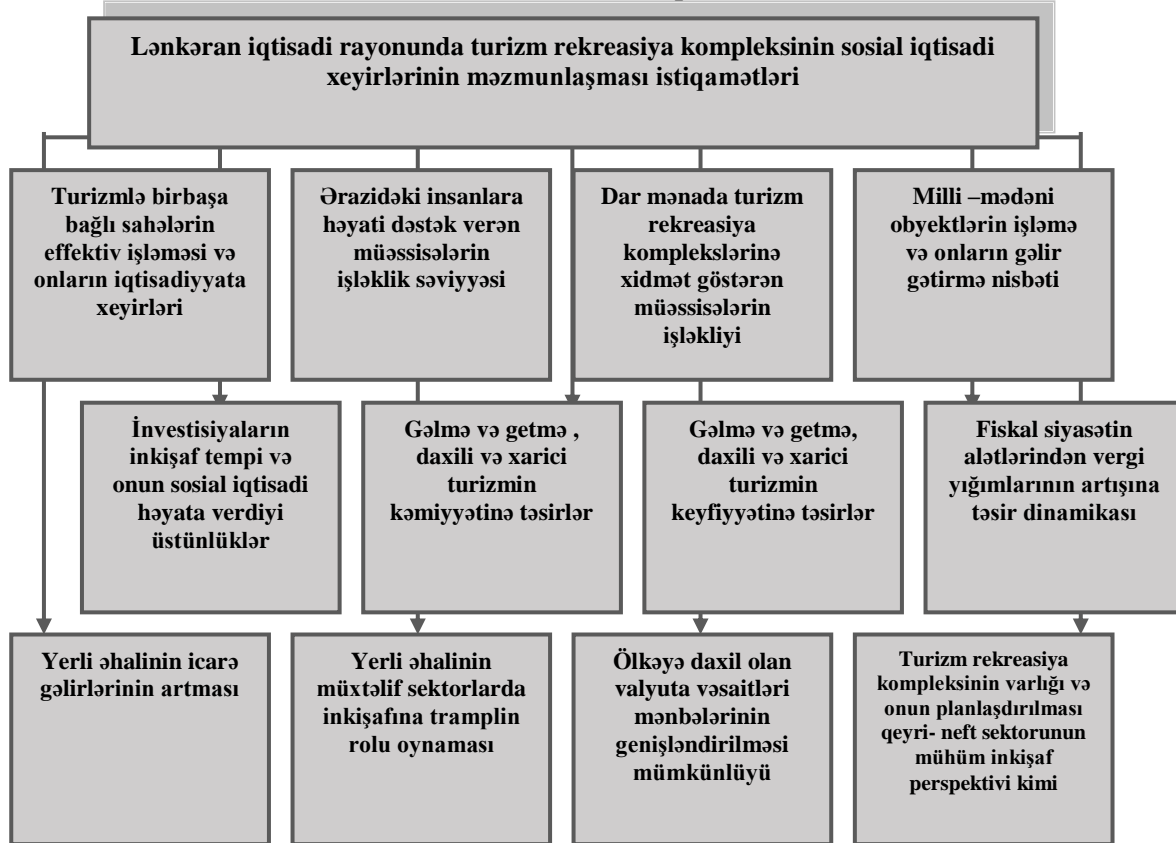 Lənkəran iqtisadi rayonunda turizm rekreasiya kompleksinin sosial iqtisadi
xeyirlərinin məzmunlaşması istiqamətləri
Turizmlə birbaşa
bağlı sahələrin
effektiv işləməsi və
onların iqtisadiyyata
xeyirləri
Ərazidəki insanlara
həyati dəstək verən
müəssisələrin
işləklik səviyyəsi
Dar mənada turizm
rekreasiya
komplekslərinə
xidmət göstərən
müəssisələrin
işləkliyi
Milli –mədəni
obyektlərin işləmə
və onların gəlir
gətirmə nisbəti
İnvestisiyaların
inkişaf tempi və
onun sosial iqtisadi
həyata verdiyi
üstünlüklər
Gəlmə və getmə ,
daxili və xarici
turizmin
kəmiyyətinə təsirlər
Gəlmə və getmə,
daxili və xarici
turizmin
keyfiyyətinə təsirlər
Fiskal siyasətin
alətlərindən vergi
yığımlarının artışına
təsir dinamikası
Yerli əhalinin icarə
gəlirlərinin artması
Yerli əhalinin
müxtəlif sektorlarda
inkişafına tramplin
rolu oynaması
Ölkəyə daxil olan
valyuta vəsaitləri
mənbələrinin
genişləndirilməsi
mümkünlüyü
Turizm rekreasiya
kompleksinin varlığı və
onun planlaşdırılması
qeyri- neft sektorunun
mühüm inkişaf
perspektivi kimi